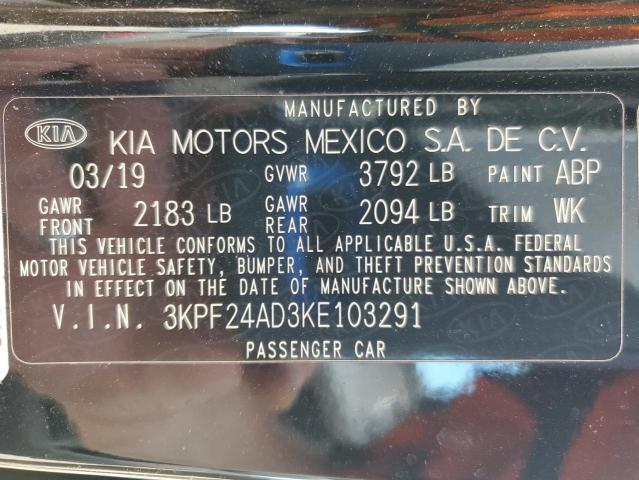 MANUFACTURED BY
KIA KIA MOTORS MEXICO S.A. DE C.V.
03/19 GVWR 3792 LB PAINT ABP
GAWR FRONT 2183 LB GAWR REAR 2094 LB TRIM WK
THIS VEHICLE CONFORMS TO ALL APPLICABLE U.S.A. FEDERAL
MOTOR VEHICLE SAFETY, BUMPER, AND THEFT PREVENTION STANDARDS
IN EFFECT ON THE DATE OF MANUFACTURE SHOWN ABOVE.
V.I.N. 3KPF24AD3KE103291
PASSENGER CAR